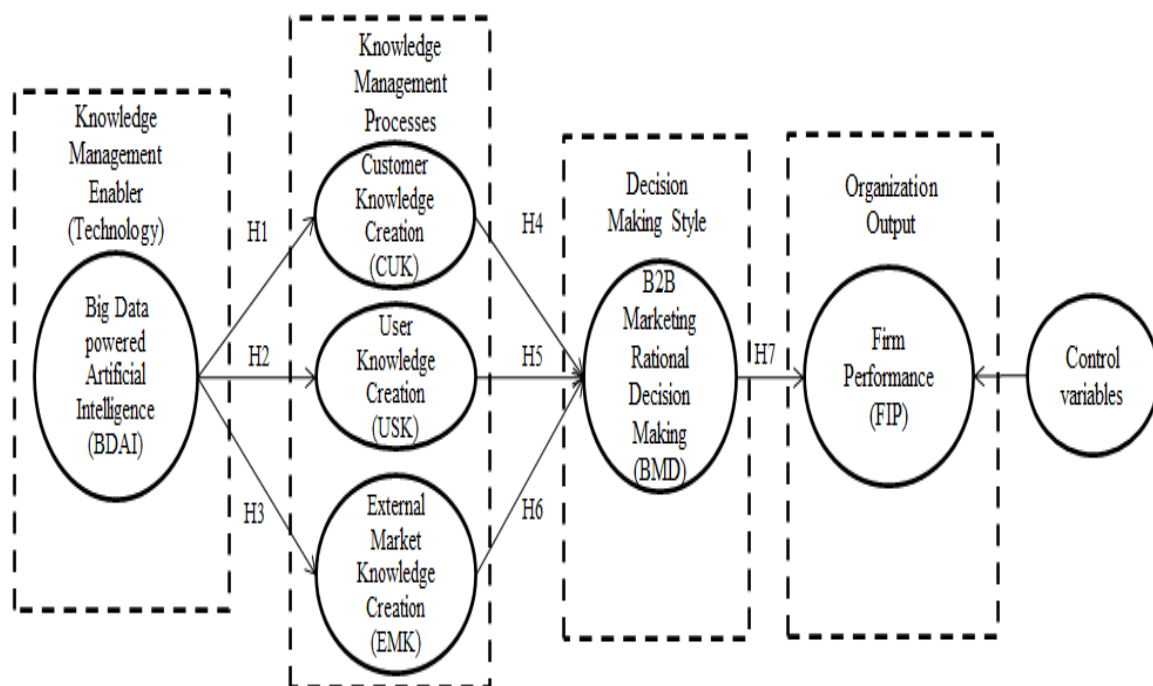 Knowledge
Management
Enabler
(Technology)
Big Data
powered
Artificial
Intelligence
(BDAI)
H1
H2
H3
Knowledge
Management
Processes
Customer
Knowledge
Creation
(CUK)
User
Knowledge
Creation
(USK)
External
Market
Knowledge
Creation
(EMK)
H4
H5
H6
Decision
Making Style
B2B
Marketing
Rational
Decision
Making
(BMD)
H7
Organization
Output
Firm
Performance
(FIP)
Control
variables